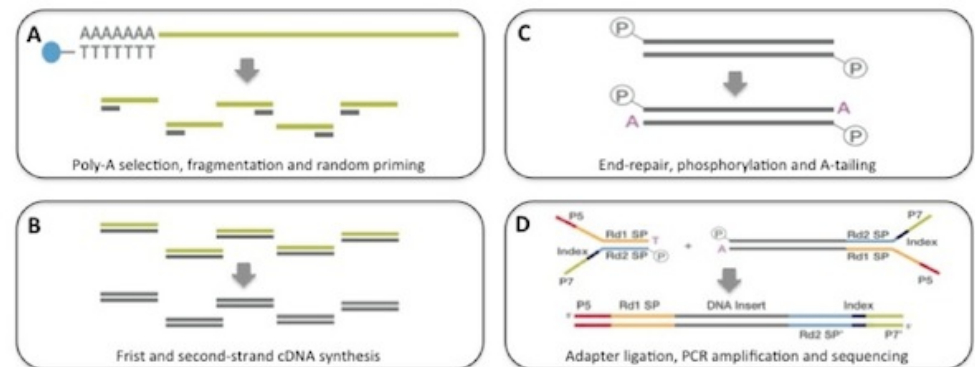 A
AAAAAAA
TTTTTTT
Poly-A selection, fragmentation and random priming
B
Frist and second-strand cDNA synthesis
C
P
P
P
A
A
P
End-repair, phosphorylation and A-tailing
D
P5
Rd1 SP T
Index
Rd2 SP P
P7
+
P
A
Rd2 SP
Rd1 SP
P7
Index
P5
P5 Rd1 SP DNA Insert Index
Rd2 SP' P7'
Adapter ligation, PCR amplification and sequencing